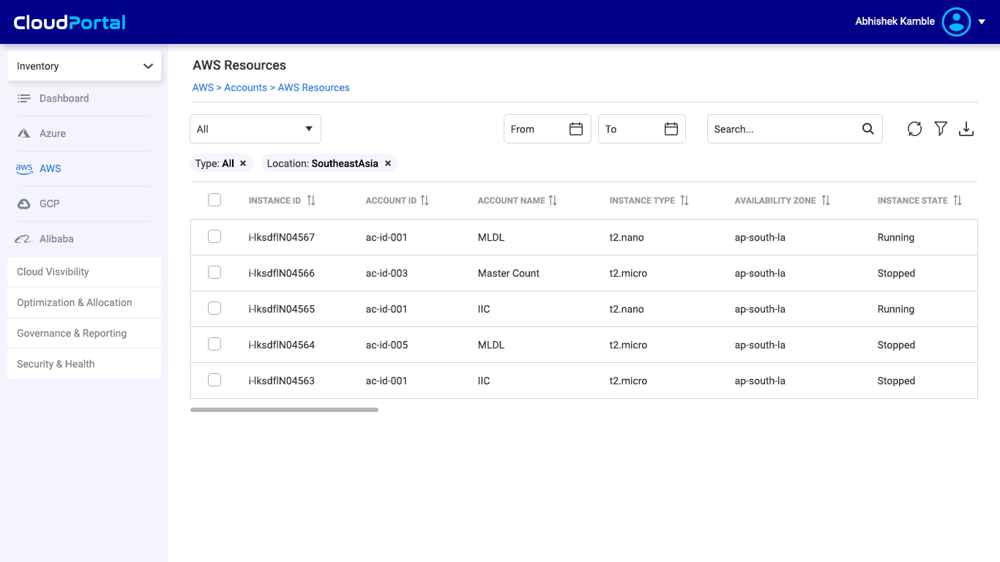 CloudPortal
Abhishek Kamble
Inventory
Dashboard
Azure
aws AWS
GCP
Alibaba
Cloud Visvibility
Optimization & Allocation
Governance & Reporting
Security & Health
AWS Resources
AWS > Accounts > AWS Resources
All From To Search...
Type: All × Location: SoutheastAsia ×
INSTANCE ID ACCOUNT ID ACCOUNT NAME INSTANCE TYPE AVAILABILITY ZONE INSTANCE STATE
i-lksdflN04567 ac-id-001 MLDL t2.nano ap-south-la Running
i-lksdflN04566 ac-id-003 Master Count t2.micro ap-south-la Stopped
i-lksdflN04565 ac-id-001 IIC t2.nano ap-south-la Running
i-lksdflN04564 ac-id-005 MLDL t2.micro ap-south-la Stopped
i-lksdflN04563 ac-id-001 IIC t2.micro ap-south-la Stopped